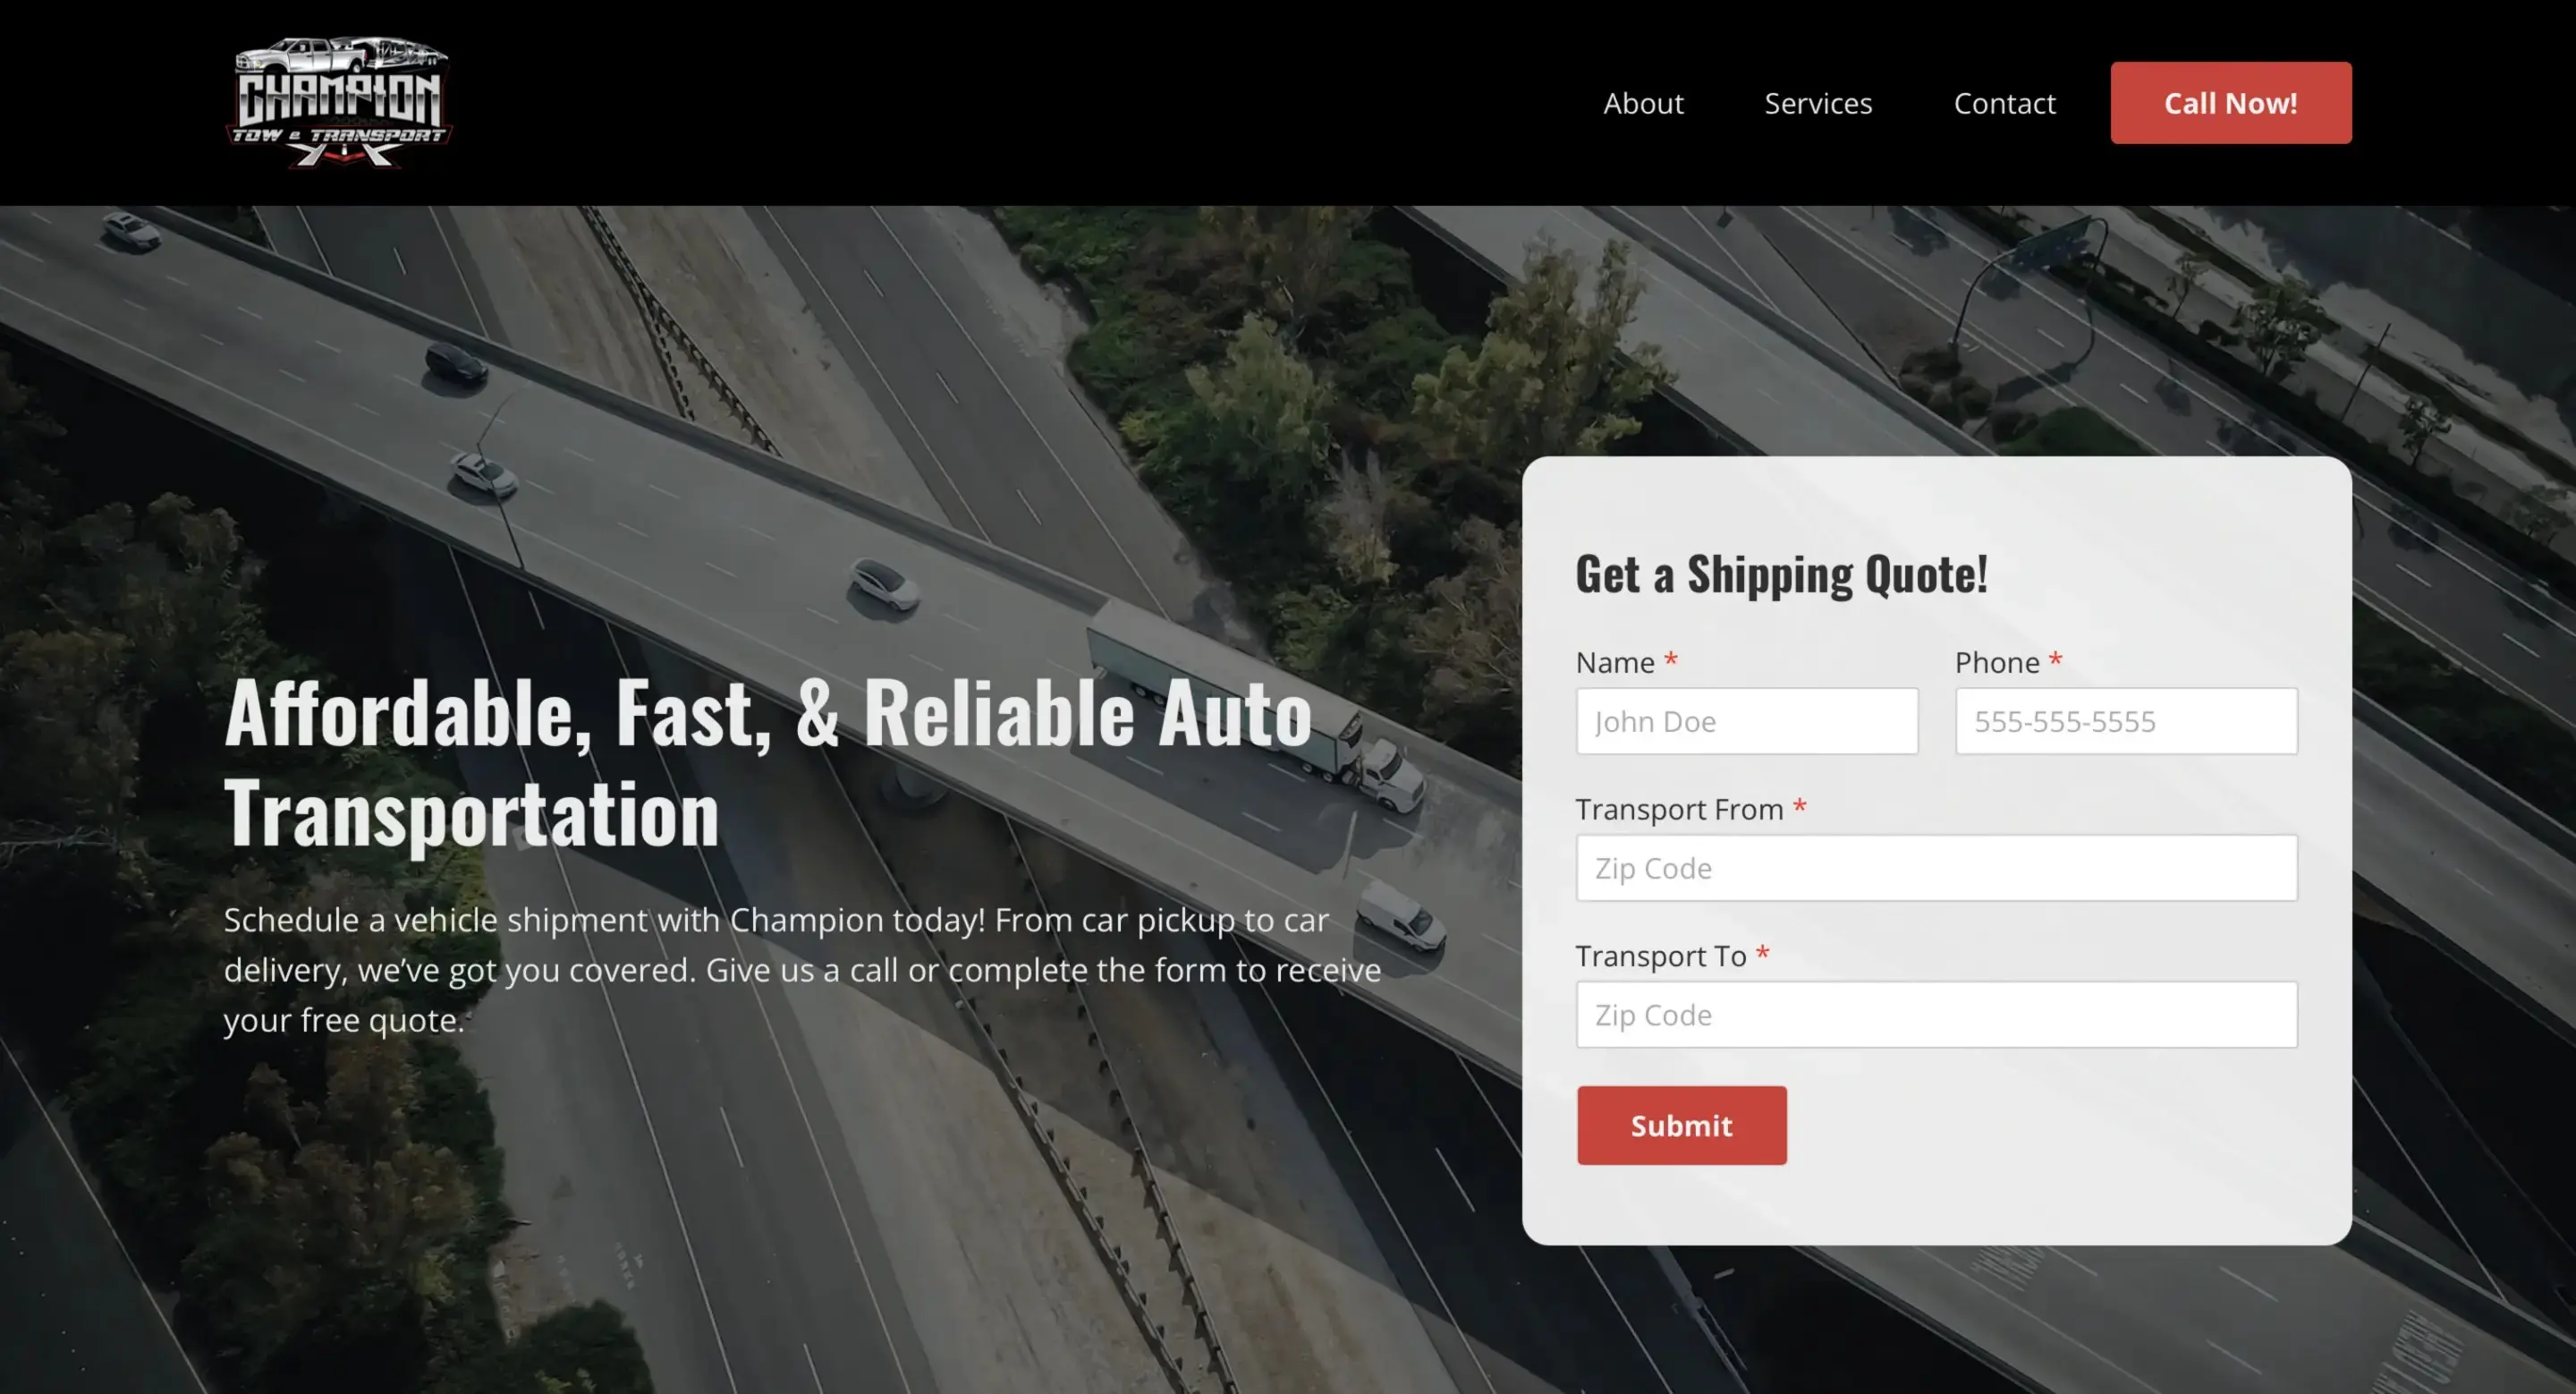 CHAMPION
TOW & TRANSPORT
About
Services
Contact
Call Now!
Affordable, Fast, & Reliable Auto
Transportation
Schedule a vehicle shipment with Champion today! From car pickup to car
delivery, we’ve got you covered. Give us a call or complete the form to receive
your free quote.
Get a Shipping Quote!
Name *
Phone *
John Doe
555-555-5555
Transport From *
Zip Code
Transport To *
Zip Code
Submit